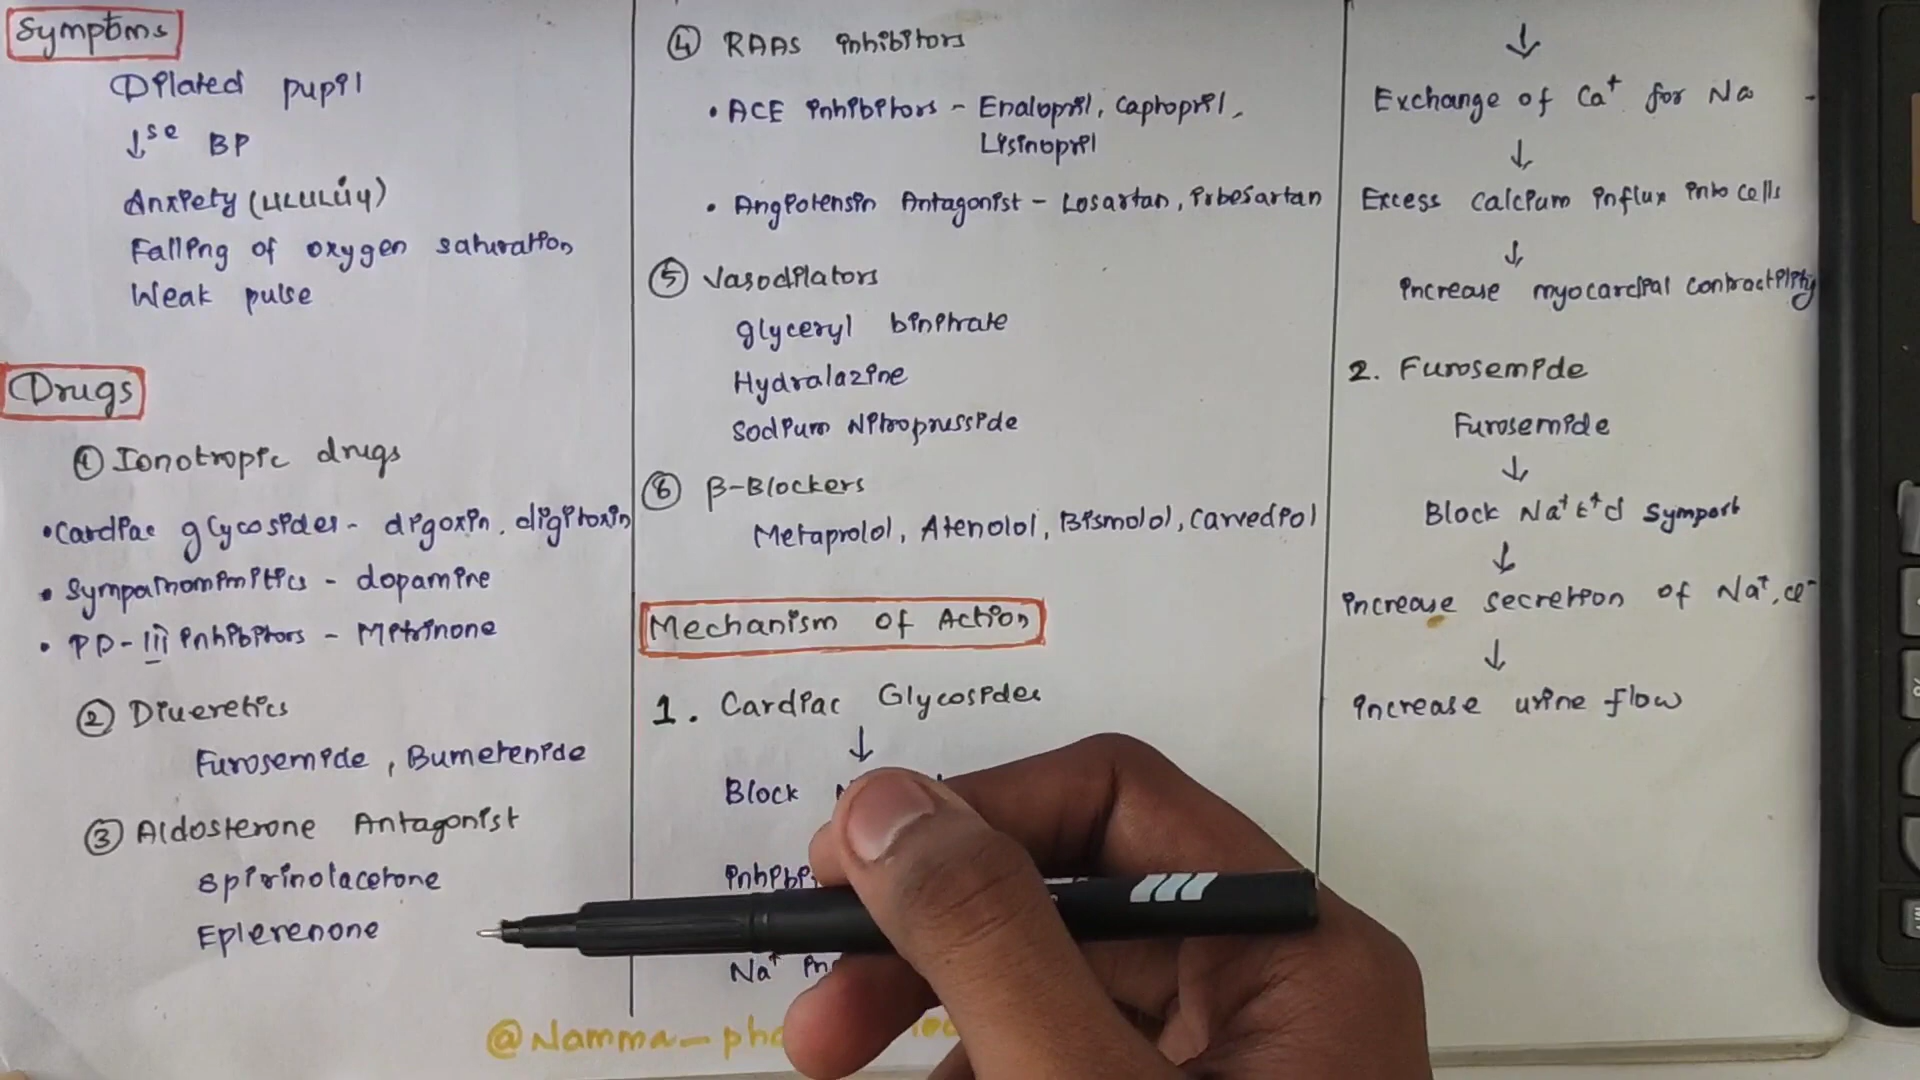 Symptoms
Dilated pupil
↓se BP
Anxiety (படபடப்பு)
Falling of oxygen saturation
Weak pulse
Drugs
① Ionotropic drugs
• Cardiac glycosides - digoxin, digitoxin
• Sympathomimitics - dopamine
• PD-III inhibitors - Milrinone
② Diueretics
Furosemide, Bumetenide
③ Aldosterone Antagonist
Spirinolacetone
Eplerenone
④ RAAS inhibitors
• ACE inhibitors - Enalopril, Captopril,
Lisinopril
• Angiotensin Antagonist - Losartan, irbesartan
⑤ Vasodilators
glyceryl binitrate
Hydralazine
Sodium Nitroprusside
⑥ β-Blockers
Metaprolol, Atenolol, Bismolol, Carvediol
Mechanism of Action
1. Cardiac Glycosides
↓
Block
Na⁺
@Namma_
↓
Exchange of Ca⁺ for Na
↓
Excess calcium influx into cells
↓
increase myocardial contractility
2. Furosemide
Furosemide
↓
Block Na⁺ k⁺ cl symport
↓
increase secretion of Na⁺, cl⁻
↓
increase urine flow